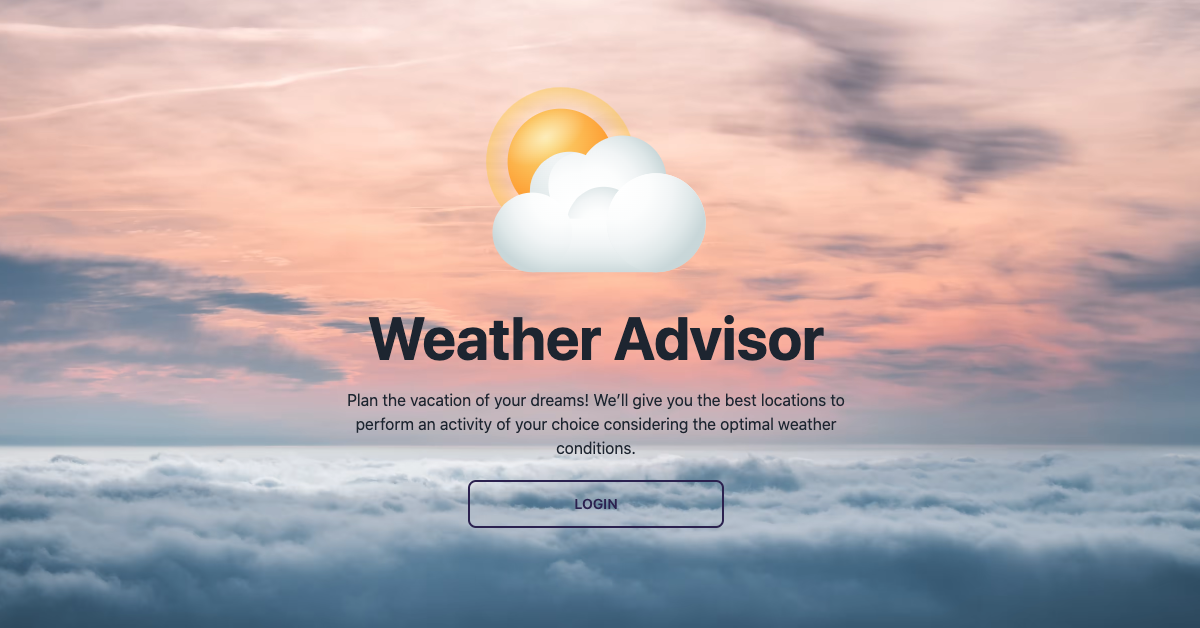 Weather Advisor
Plan the vacation of your dreams! We’ll give you the best locations to
perform an activity of your choice considering the optimal weather
conditions.
LOGIN